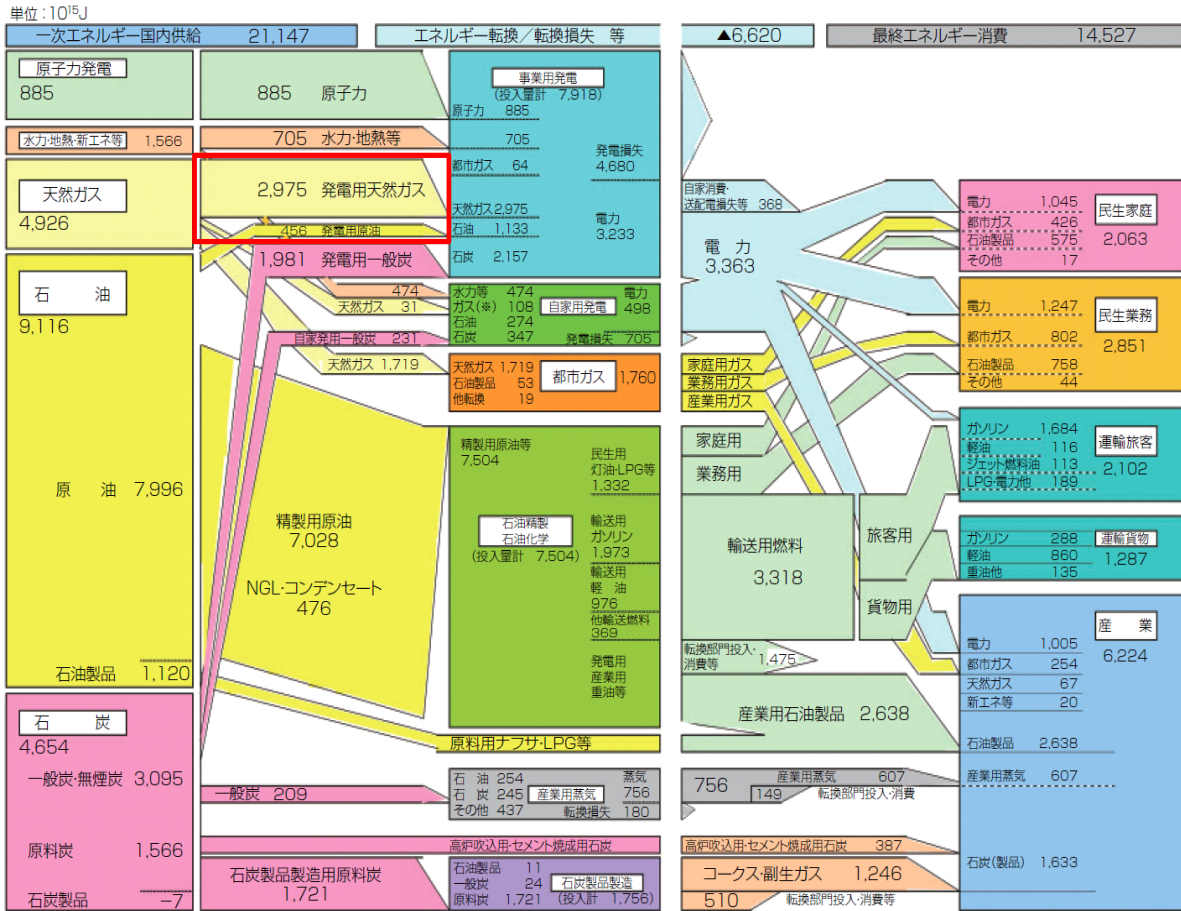 単位：10¹⁵J
一次エネルギー国内供給 21,147
エネルギー転換／転換損失 等
▲6,620
最終エネルギー消費 14,527
原子力発電
885
水力・地熱・新エネ等 1,566
天然ガス
4,926
石 油
9,116
原 油 7,996
石油製品 1,120
石 炭
4,654
一般炭・無煙炭 3,095
原料炭 1,566
石炭製品 −7
885 原子力
705 水力・地熱等
2,975 発電用天然ガス
456 発電用原油
1,981 発電用一般炭
474
天然ガス 31
自家発用一般炭 231
天然ガス 1,719
精製用原油
7,028
NGL・コンデンセート
476
原料用ナフサ・LPG等
一般炭 209
高炉吹込用・セメント焼成用石炭
石炭製品製造用原料炭
1,721
事業用発電
(投入量計 7,918)
原子力 885
705
都市ガス 64
発電損失
4,680
天然ガス 2,975
石油 1,133
電力
3,233
石炭 2,157
水力等 474
ガス(※) 108
石油 274
石炭 347
自家用発電
電力
498
発電損失 705
天然ガス 1,719
石油製品 53
他転換 19
都市ガス 1,760
精製用原油等
7,504
民生用
灯油・LPG等
1,332
石油精製
石油化学
(投入量計 7,504)
輸送用
ガソリン
1,973
輸送用
軽 油
976
他輸送燃料
369
発電用
産業用
重油等
石 油 254
石 炭 245
その他 437
産業用蒸気
蒸気
756
転換損失 180
石油製品 11
一般炭 24
原料炭 1,721
石炭製品製造
(投入計 1,756)
自家消費・
送配電損失等 368
電 力
3,363
家庭用ガス
業務用ガス
産業用ガス
家庭用
業務用
輸送用燃料
3,318
旅客用
貨物用
転換部門投入・
消費等 1,475
産業用石油製品 2,638
756
産業用蒸気 607
149 転換部門投入・消費
高炉吹込用・セメント焼成用石炭 387
コークス・副生ガス 1,246
510 転換部門投入・消費等
電力 1,045
都市ガス 426
石油製品 575
その他 17
民生家庭
2,063
電力 1,247
都市ガス 802
石油製品 758
その他 44
民生業務
2,851
ガソリン 1,684
軽油 116
ジェット燃料油 113
LPG・電力他 189
運輸旅客
2,102
ガソリン 288
軽油 860
重油他 135
運輸貨物
1,287
産 業
6,224
電力 1,005
都市ガス 254
天然ガス 67
新エネ等 20
石油製品 2,638
産業用蒸気 607
石炭(製品) 1,633